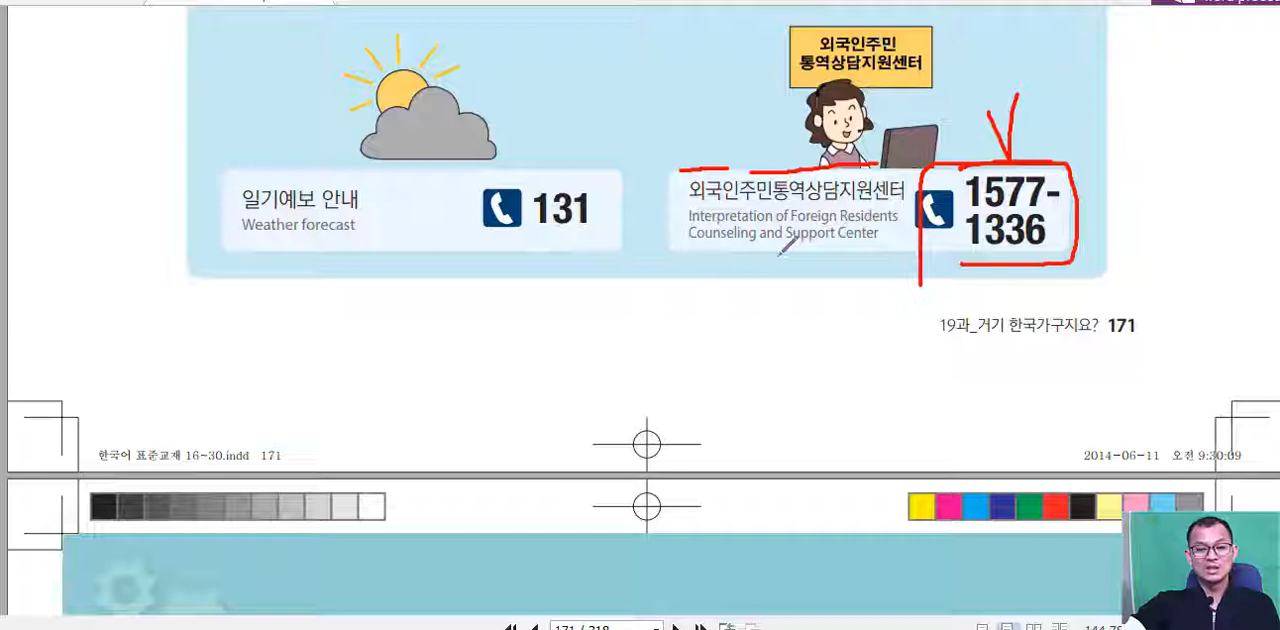 외국인주민
통역상담지원센터
일기예보 안내
Weather forecast
131
외국인주민통역상담지원센터
Interpretation of Foreign Residents
Counseling and Support Center
1577-
1336
19과_거기 한국가구지요? 171
한국어 표준교재 16~30.indd 171
2014-06-11 오전 9:30:09
171 / 218